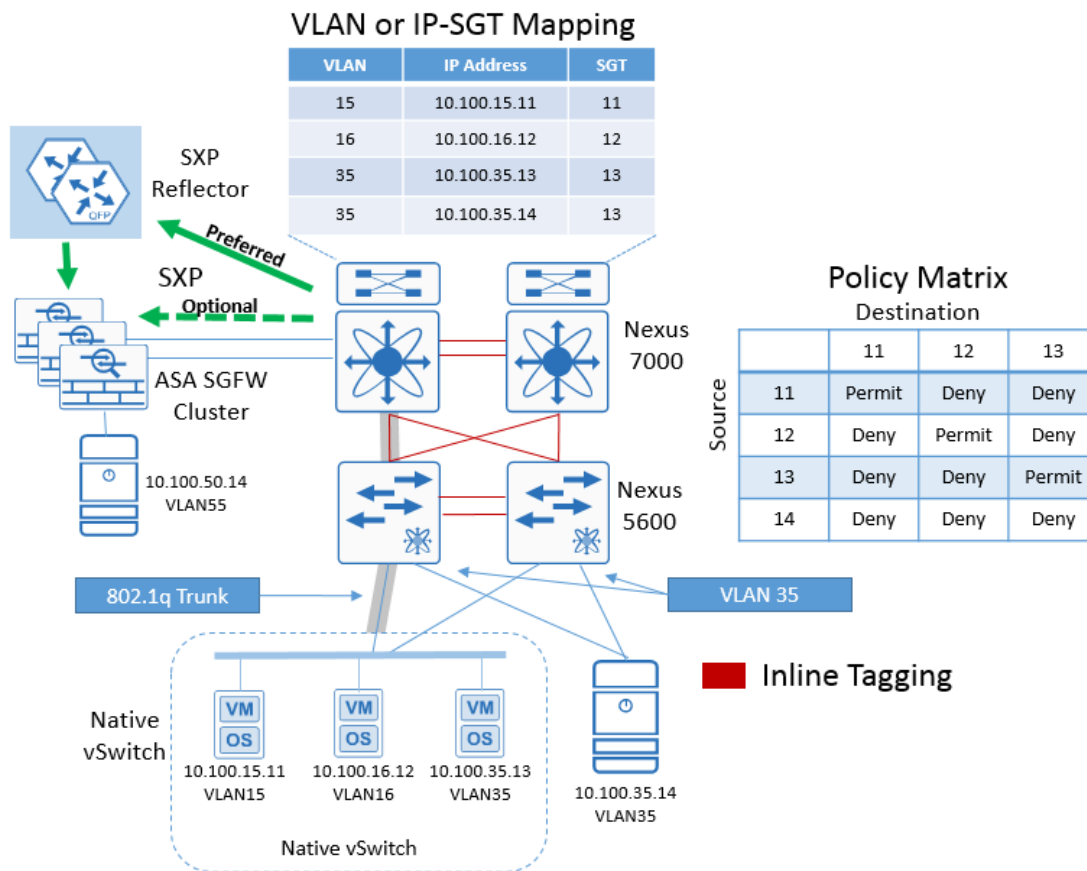 VLAN or IP-SGT Mapping
VLAN IP Address SGT
15 10.100.15.11 11
16 10.100.16.12 12
35 10.100.35.13 13
35 10.100.35.14 13
SXP
Reflector
QFP
Preferred
SXP
Optional
ASA SGFW
Cluster
10.100.50.14
VLAN55
Nexus
7000
Nexus
5600
Policy Matrix
Destination
Source
11 12 13
11 Permit Deny Deny
12 Deny Permit Deny
13 Deny Deny Permit
14 Deny Deny Deny
802.1q Trunk
VLAN 35
Inline Tagging
Native
vSwitch
VM VM VM
OS OS OS
10.100.15.11 10.100.16.12 10.100.35.13
VLAN15 VLAN16 VLAN35
10.100.35.14
VLAN35
Native vSwitch